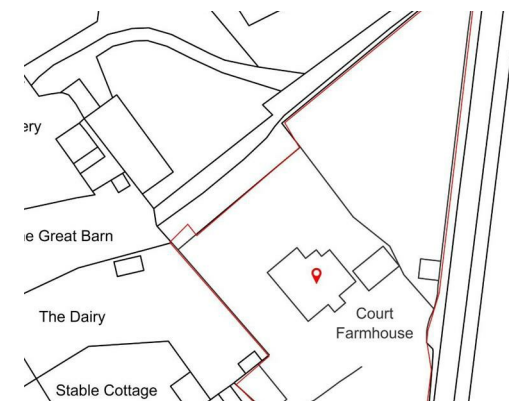 ery
e Great Barn
The Dairy
Court
Farmhouse
Stable Cottage